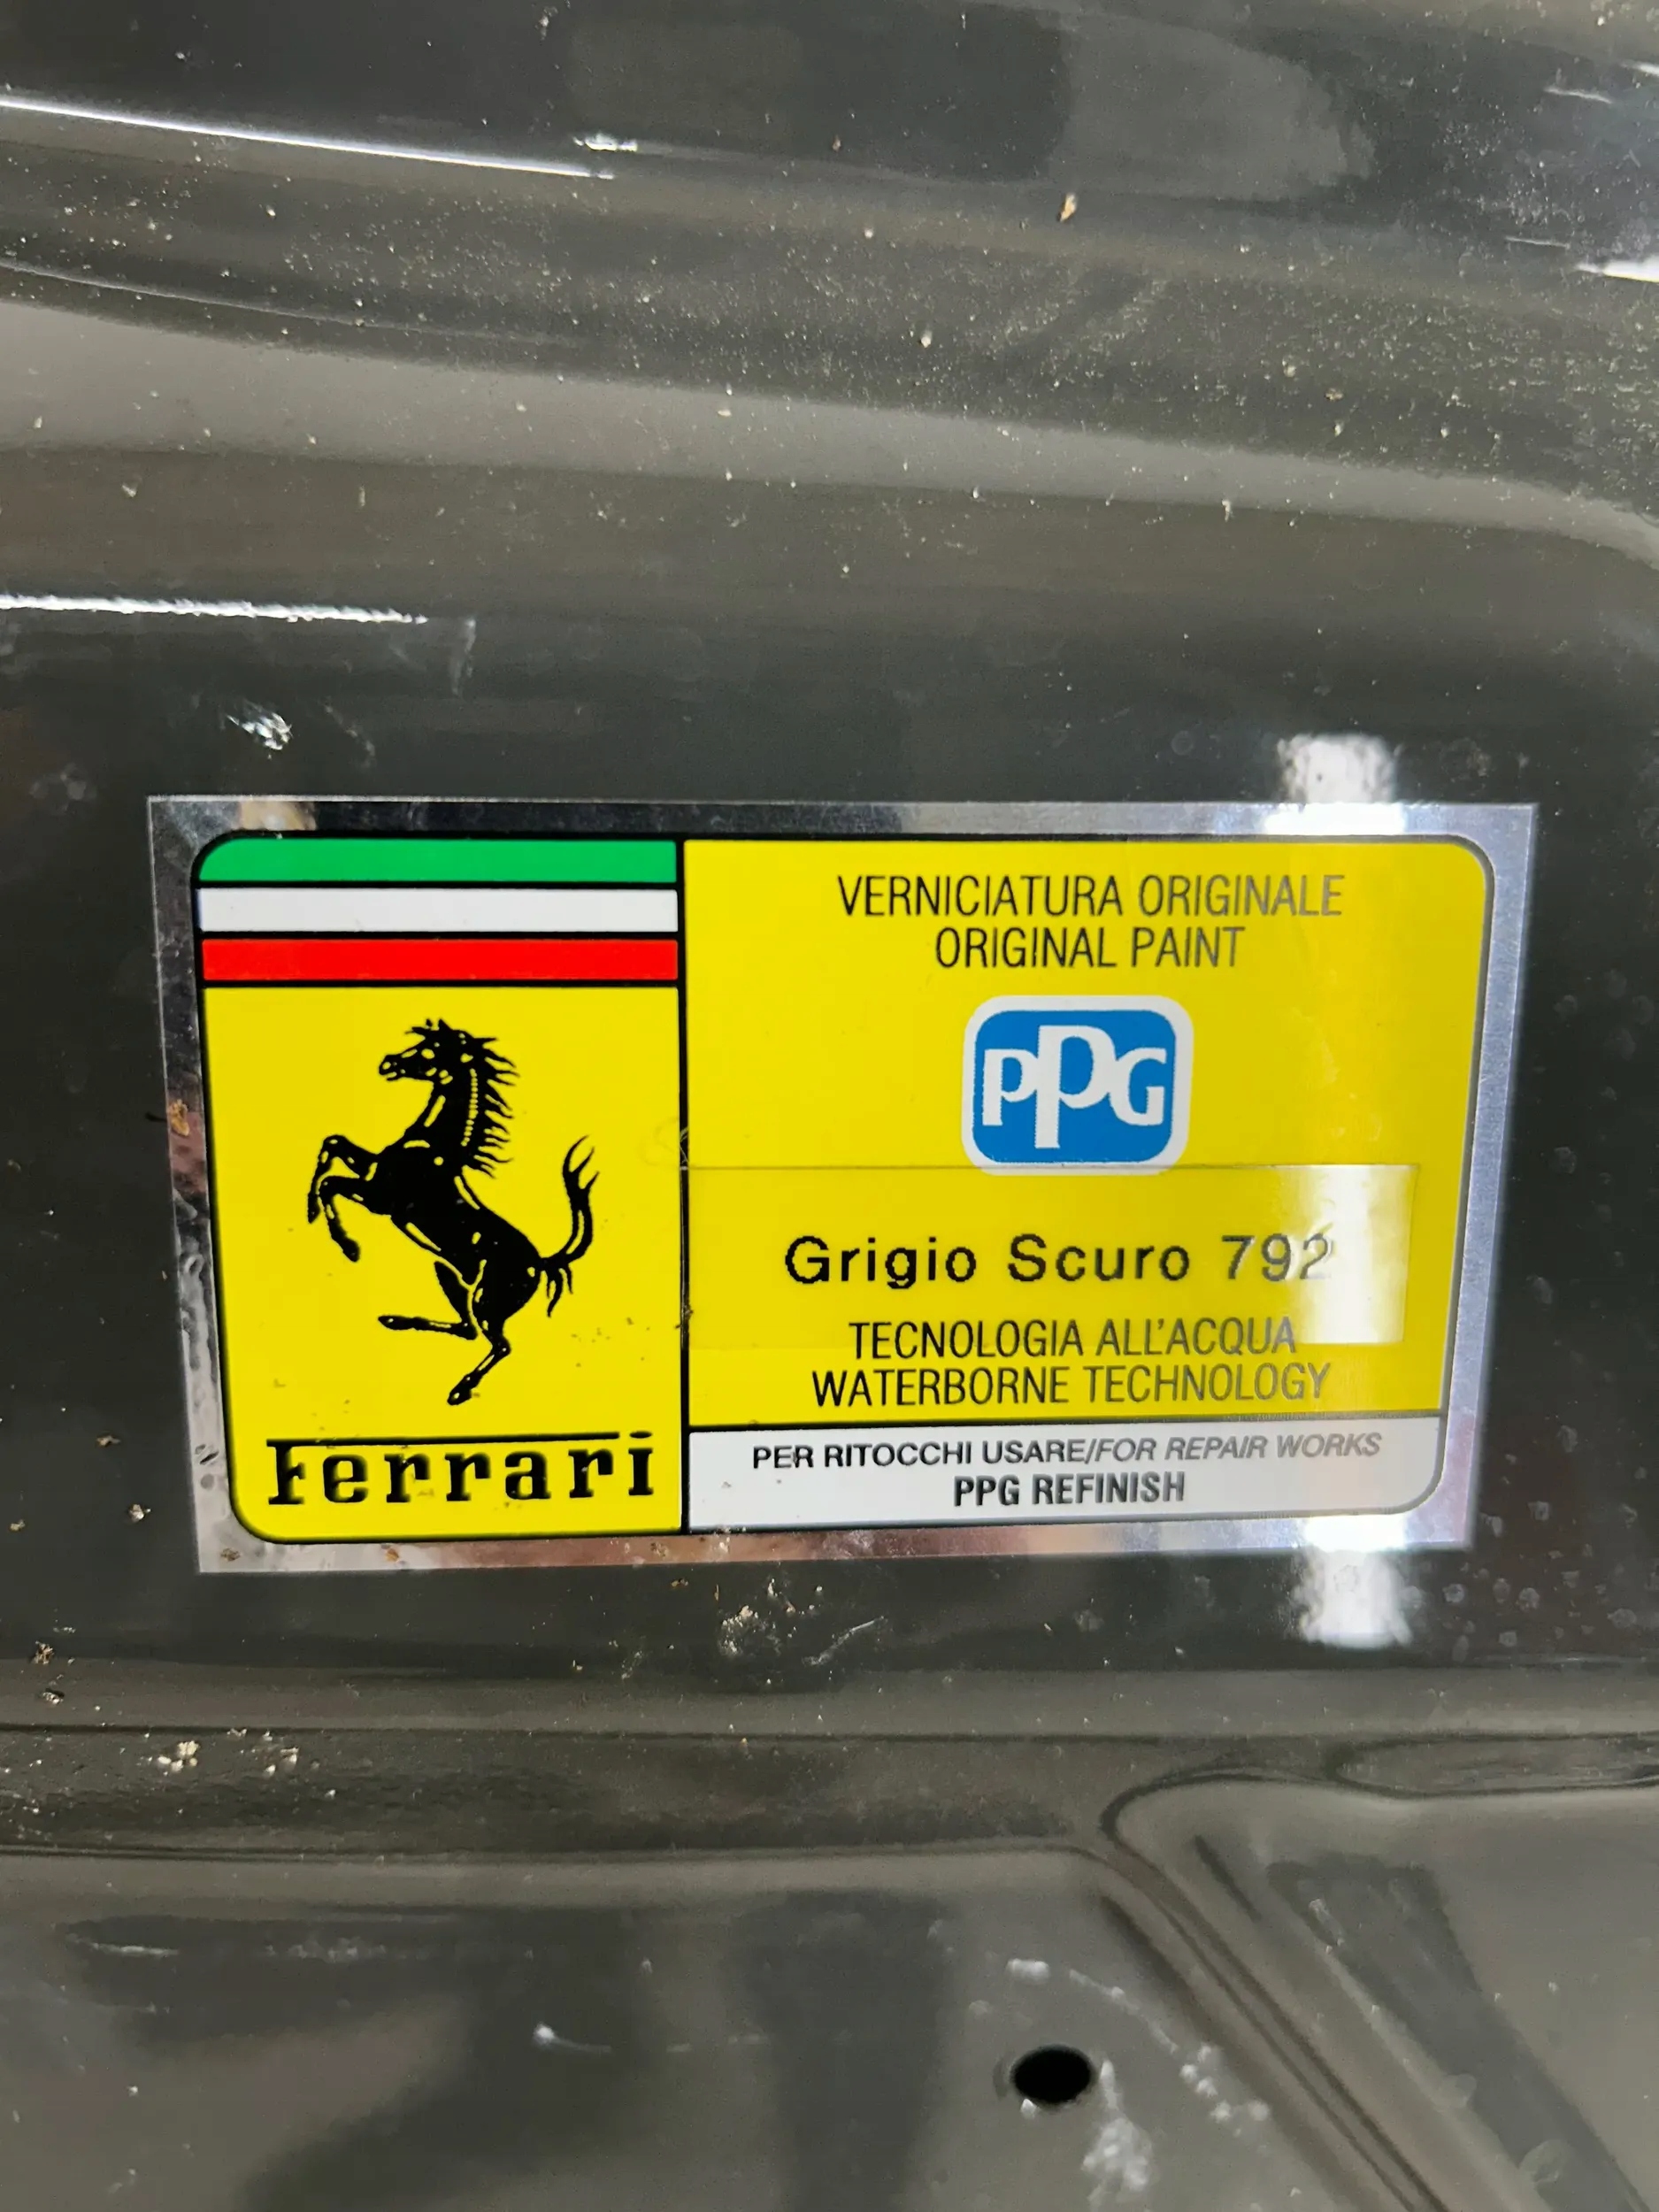 VERNICIATURA ORIGINALE
ORIGINAL PAINT
PPG
Grigio Scuro 792
TECNOLOGIA ALL'ACQUA
WATERBORNE TECHNOLOGY
PER RITOCCHI USARE/FOR REPAIR WORKS
PPG REFINISH
Ferrari